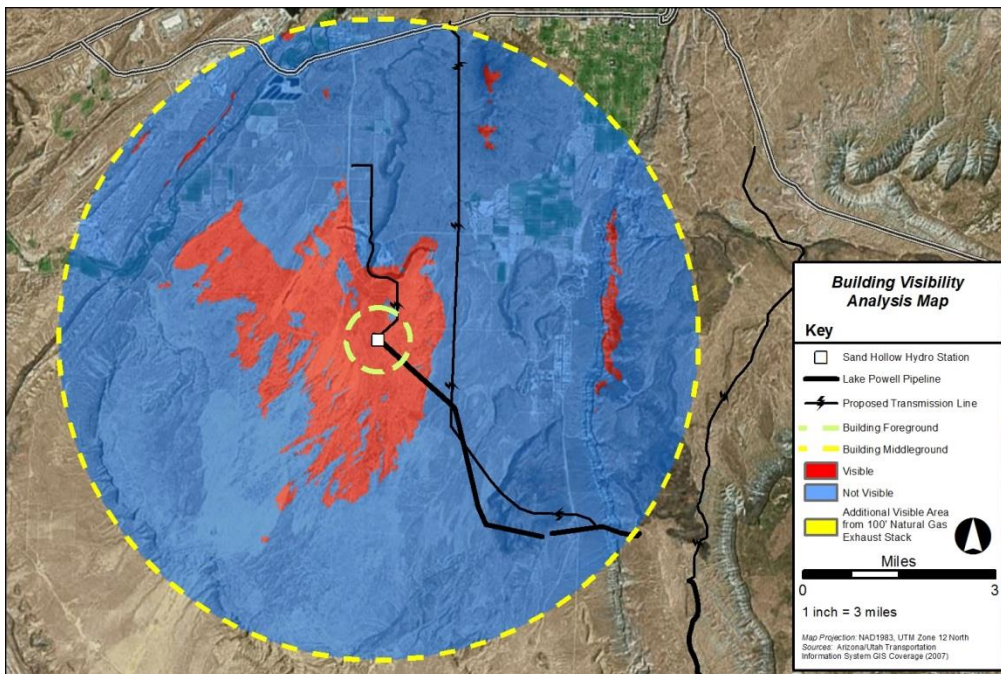 Building Visibility
Analysis Map
Key
Sand Hollow Hydro Station
Lake Powell Pipeline
Proposed Transmission Line
Building Foreground
Building Middleground
Visible
Not Visible
Additional Visible Area
from 100' Natural Gas
Exhaust Stack
Miles
0 3
1 inch = 3 miles
Map Projection: NAD1983, UTM Zone 12 North
Sources: Arizona/Utah Transportation
Information System GIS Coverage (2007)